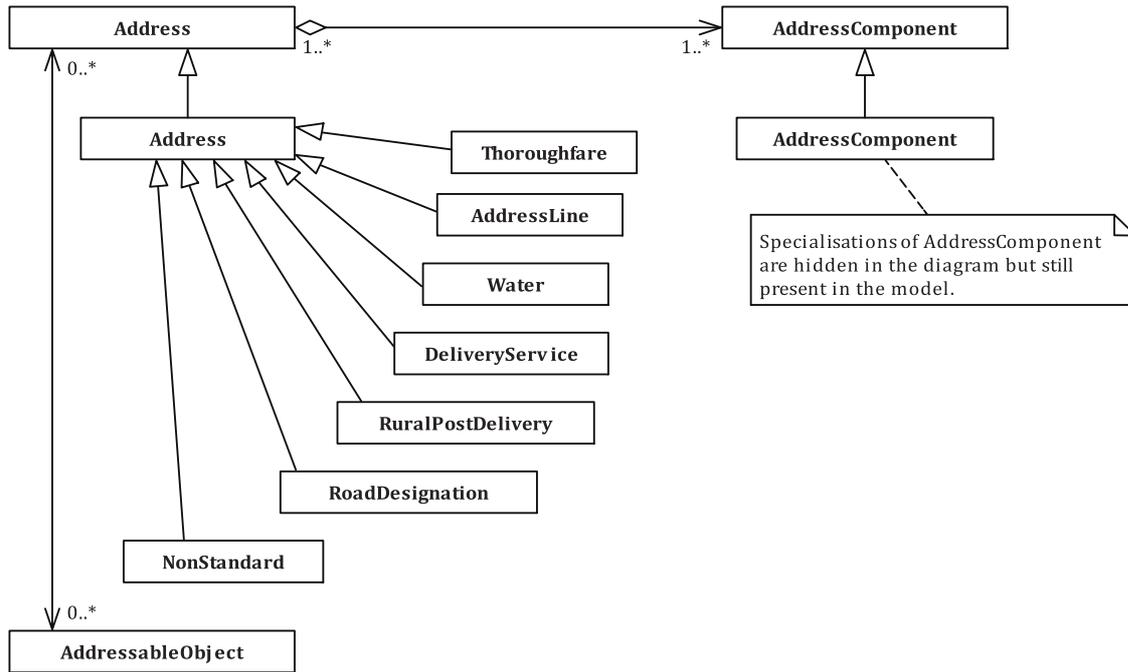 Address
1..*
1..*
AddressComponent
0..*
Address
AddressComponent
Thoroughfare
AddressLine
Specialisations of AddressComponent
are hidden in the diagram but still
present in the model.
Water
DeliveryService
RuralPostDelivery
RoadDesignation
NonStandard
0..*
AddressableObject